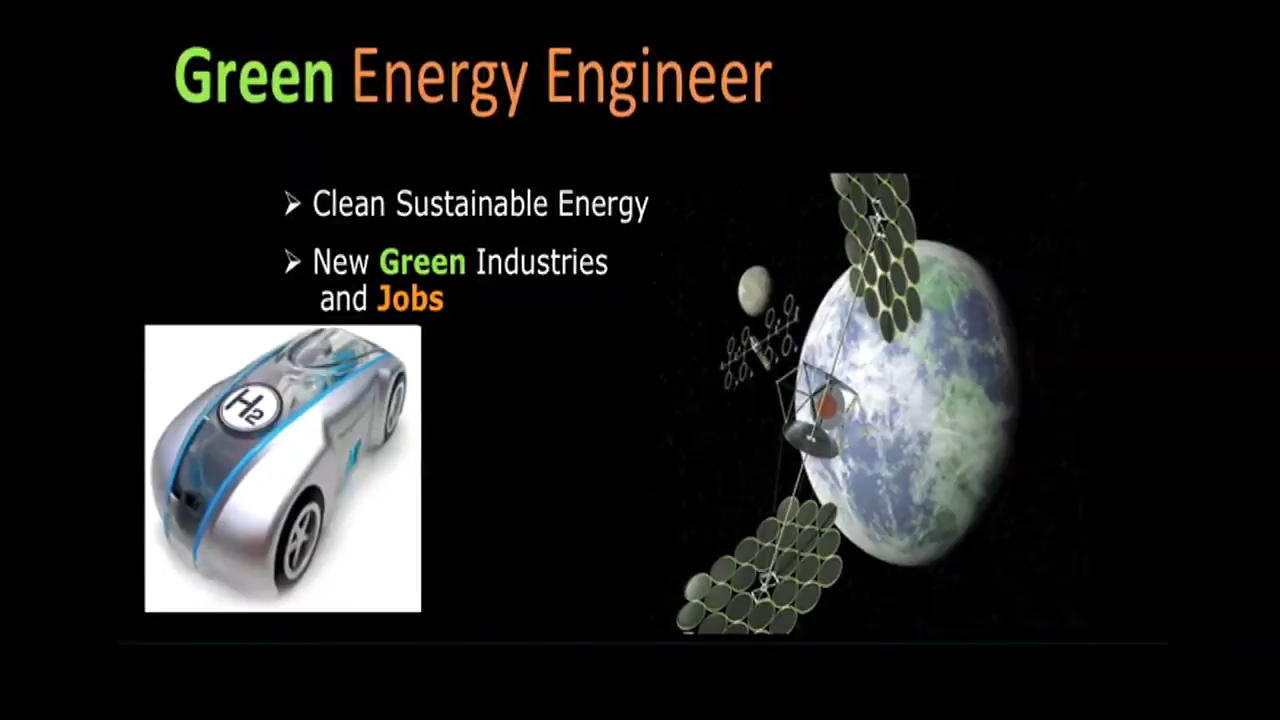 Green Energy Engineer
➢ Clean Sustainable Energy
➢ New Green Industries
and Jobs
H2